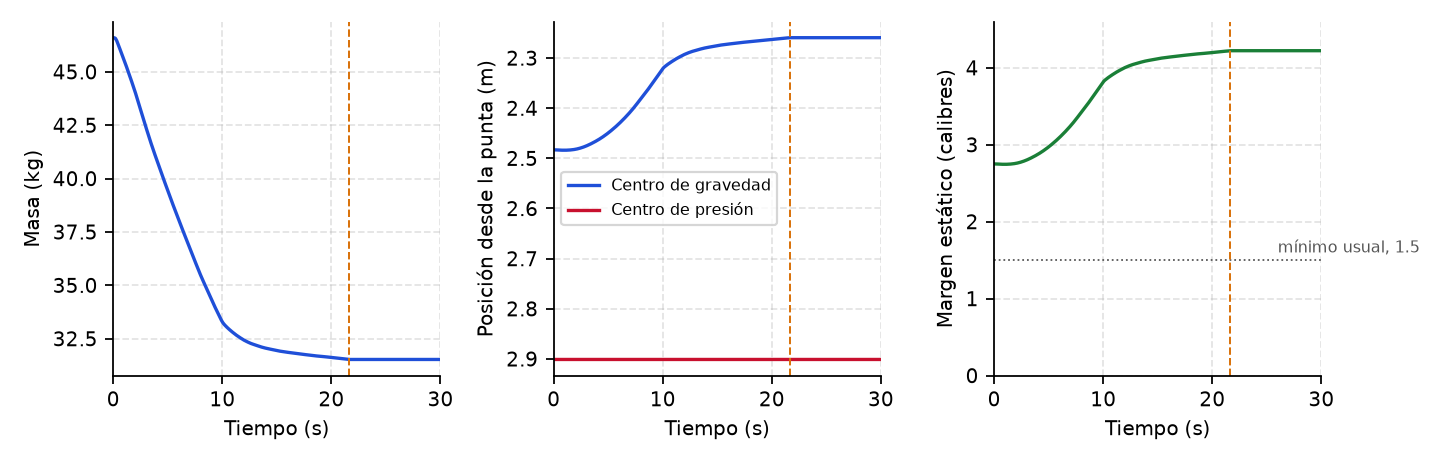 Masa (kg)
45.0
42.5
40.0
37.5
35.0
32.5
0 10 20 30
Tiempo (s)
Posición desde la punta (m)
2.3
2.4
2.5
2.6
2.7
2.8
2.9
Centro de gravedad
Centro de presión
0 10 20 30
Tiempo (s)
Margen estático (calibres)
4
3
2
1
0
mínimo usual, 1.5
0 10 20 30
Tiempo (s)